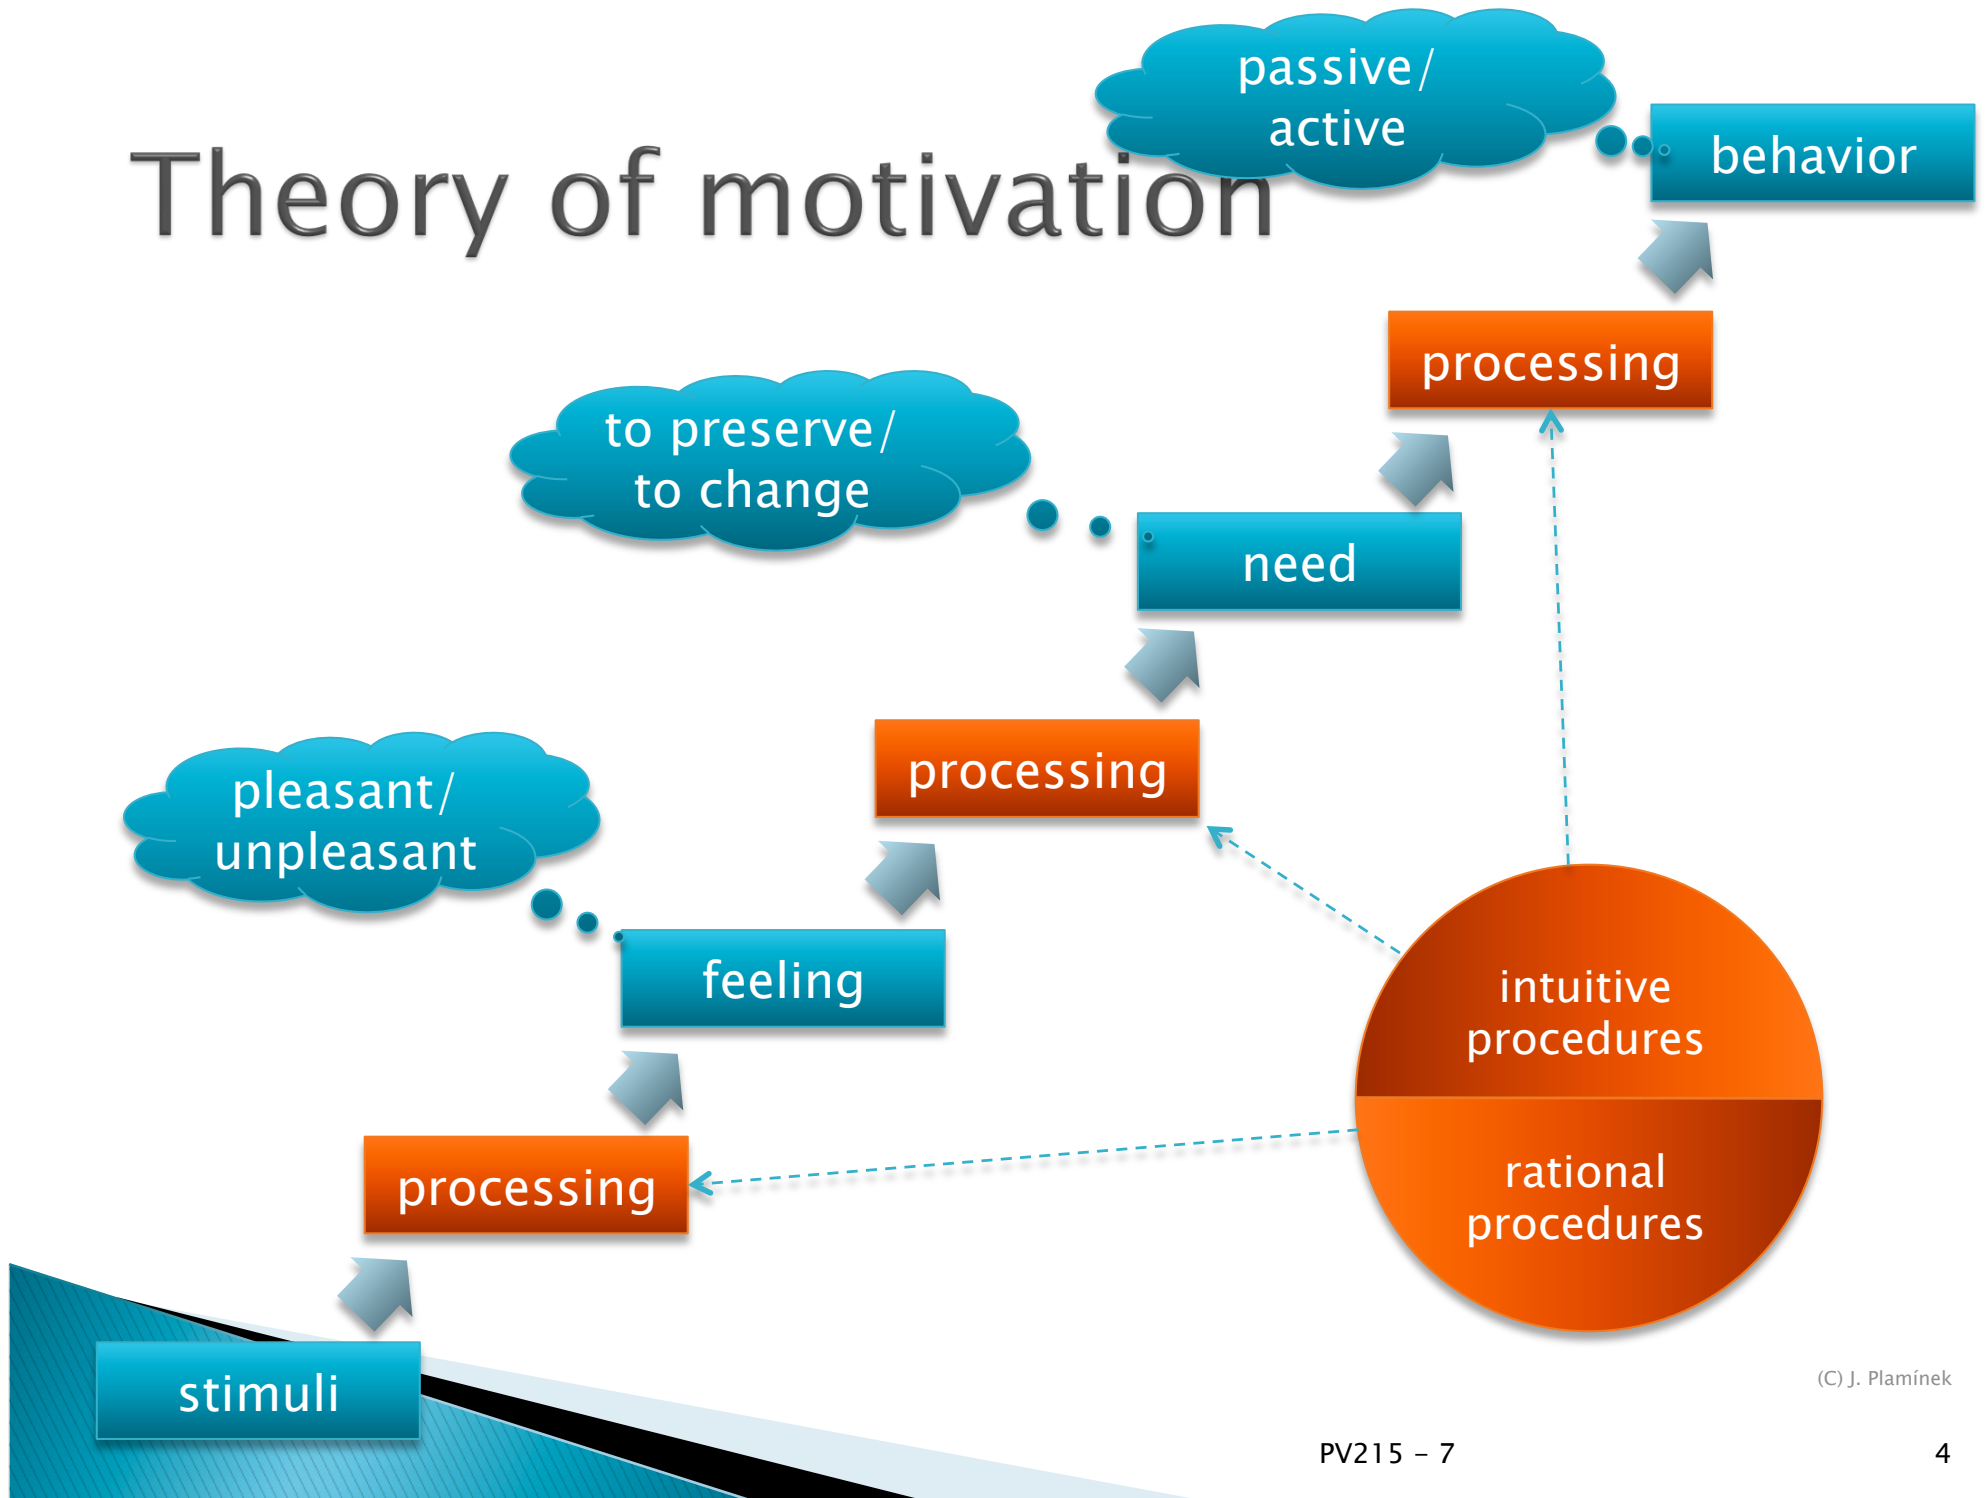 Theory of motivation
passive/
active
behavior
processing
to preserve/
to change
need
processing
pleasant/
unpleasant
feeling
intuitive
procedures
processing
rational
procedures
stimuli
(C) J. Plamínek
PV215 - 7
4